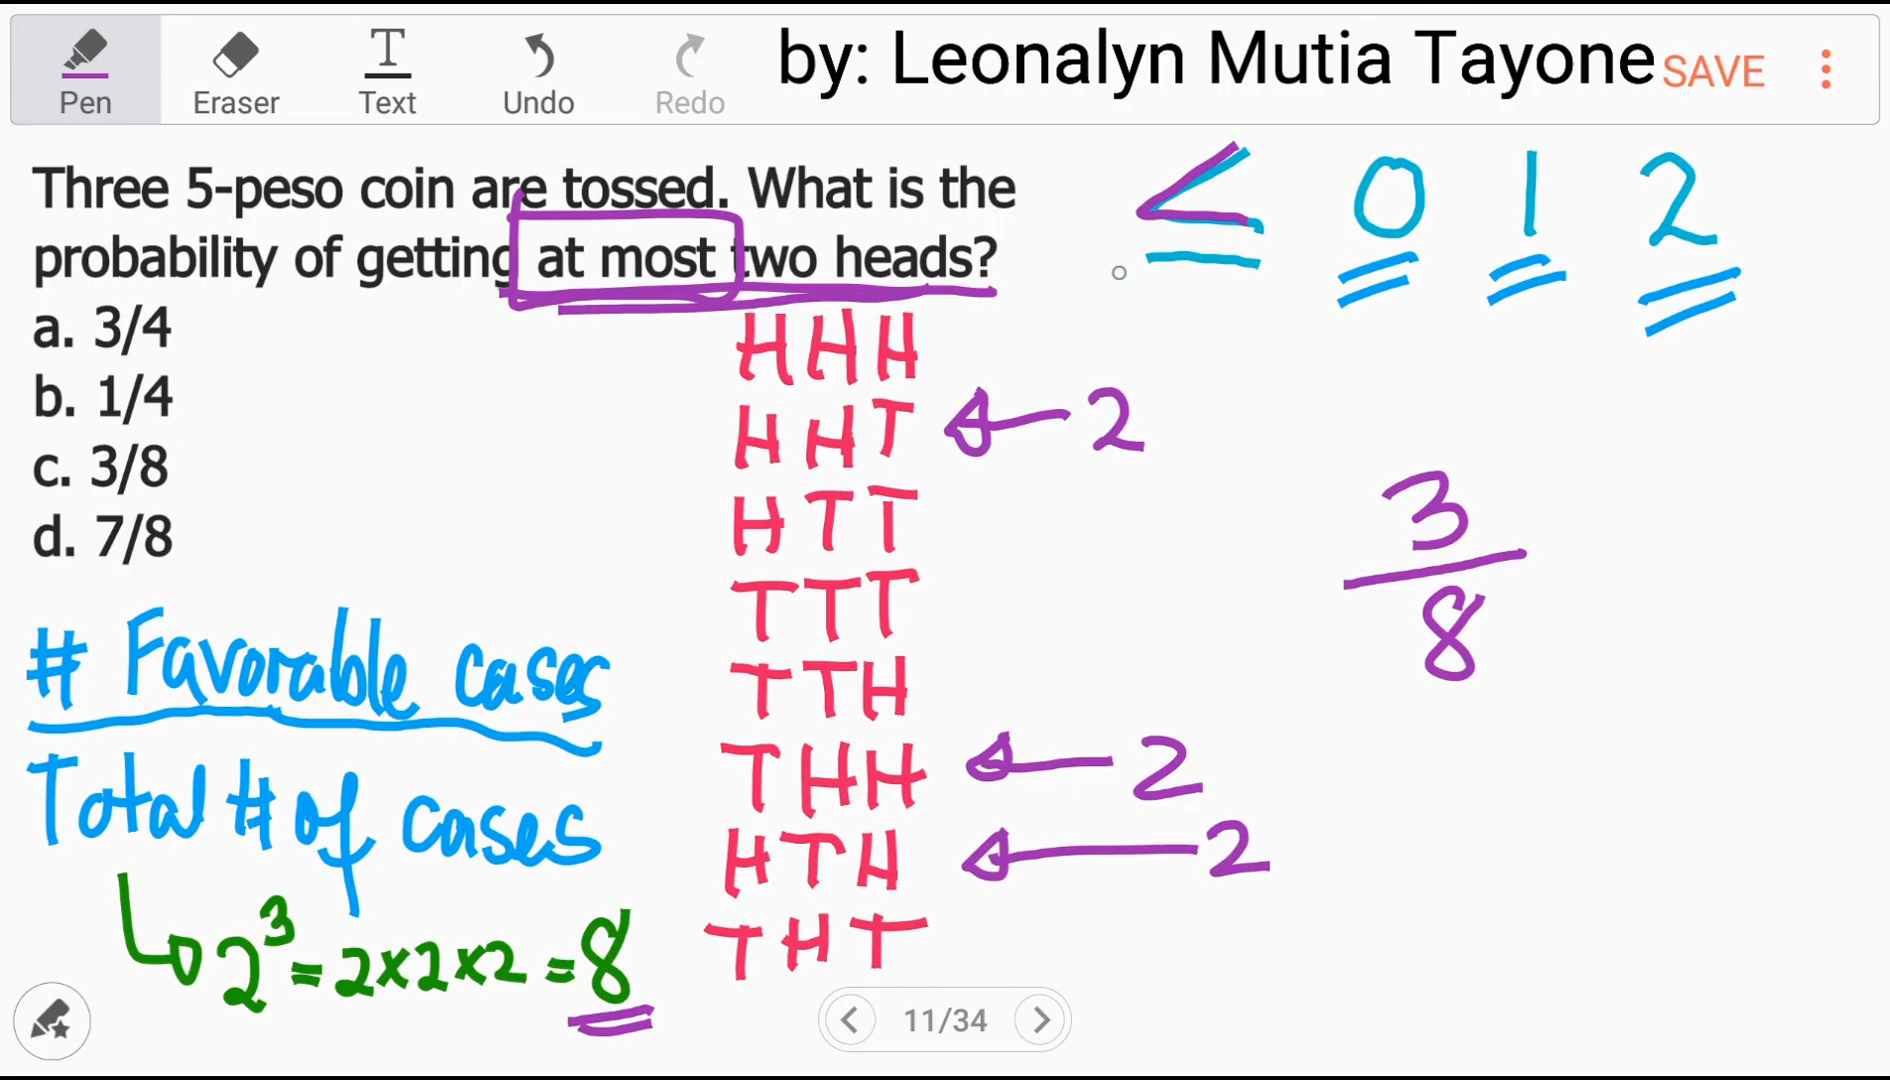 Pen Eraser Text Undo Redo by: Leonalyn Mutia Tayone SAVE
Three 5-peso coin are tossed. What is the
probability of getting at most two heads?
a. 3/4
b. 1/4
c. 3/8
d. 7/8
≤ 0 1 2
HHH
HHT ← 2
HTT
TTT
TTH
THH ← 2
HTH ← 2
THT
3
8
# Favorable cases
Total # of cases
2³ = 2×2×2 = 8
11/34